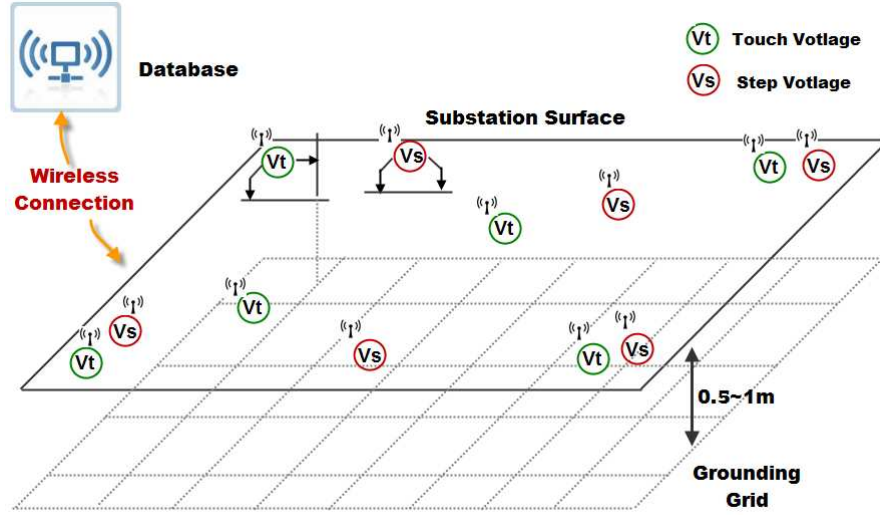 Vt Touch Votlage
Database
Vs Step Votlage
Substation Surface
Vt
Vs
Vt
Vs
Wireless
Connection
Vs
Vt
Vt
Vs
Vt
Vs
Vt
Vs
0.5~1m
Grounding
Grid